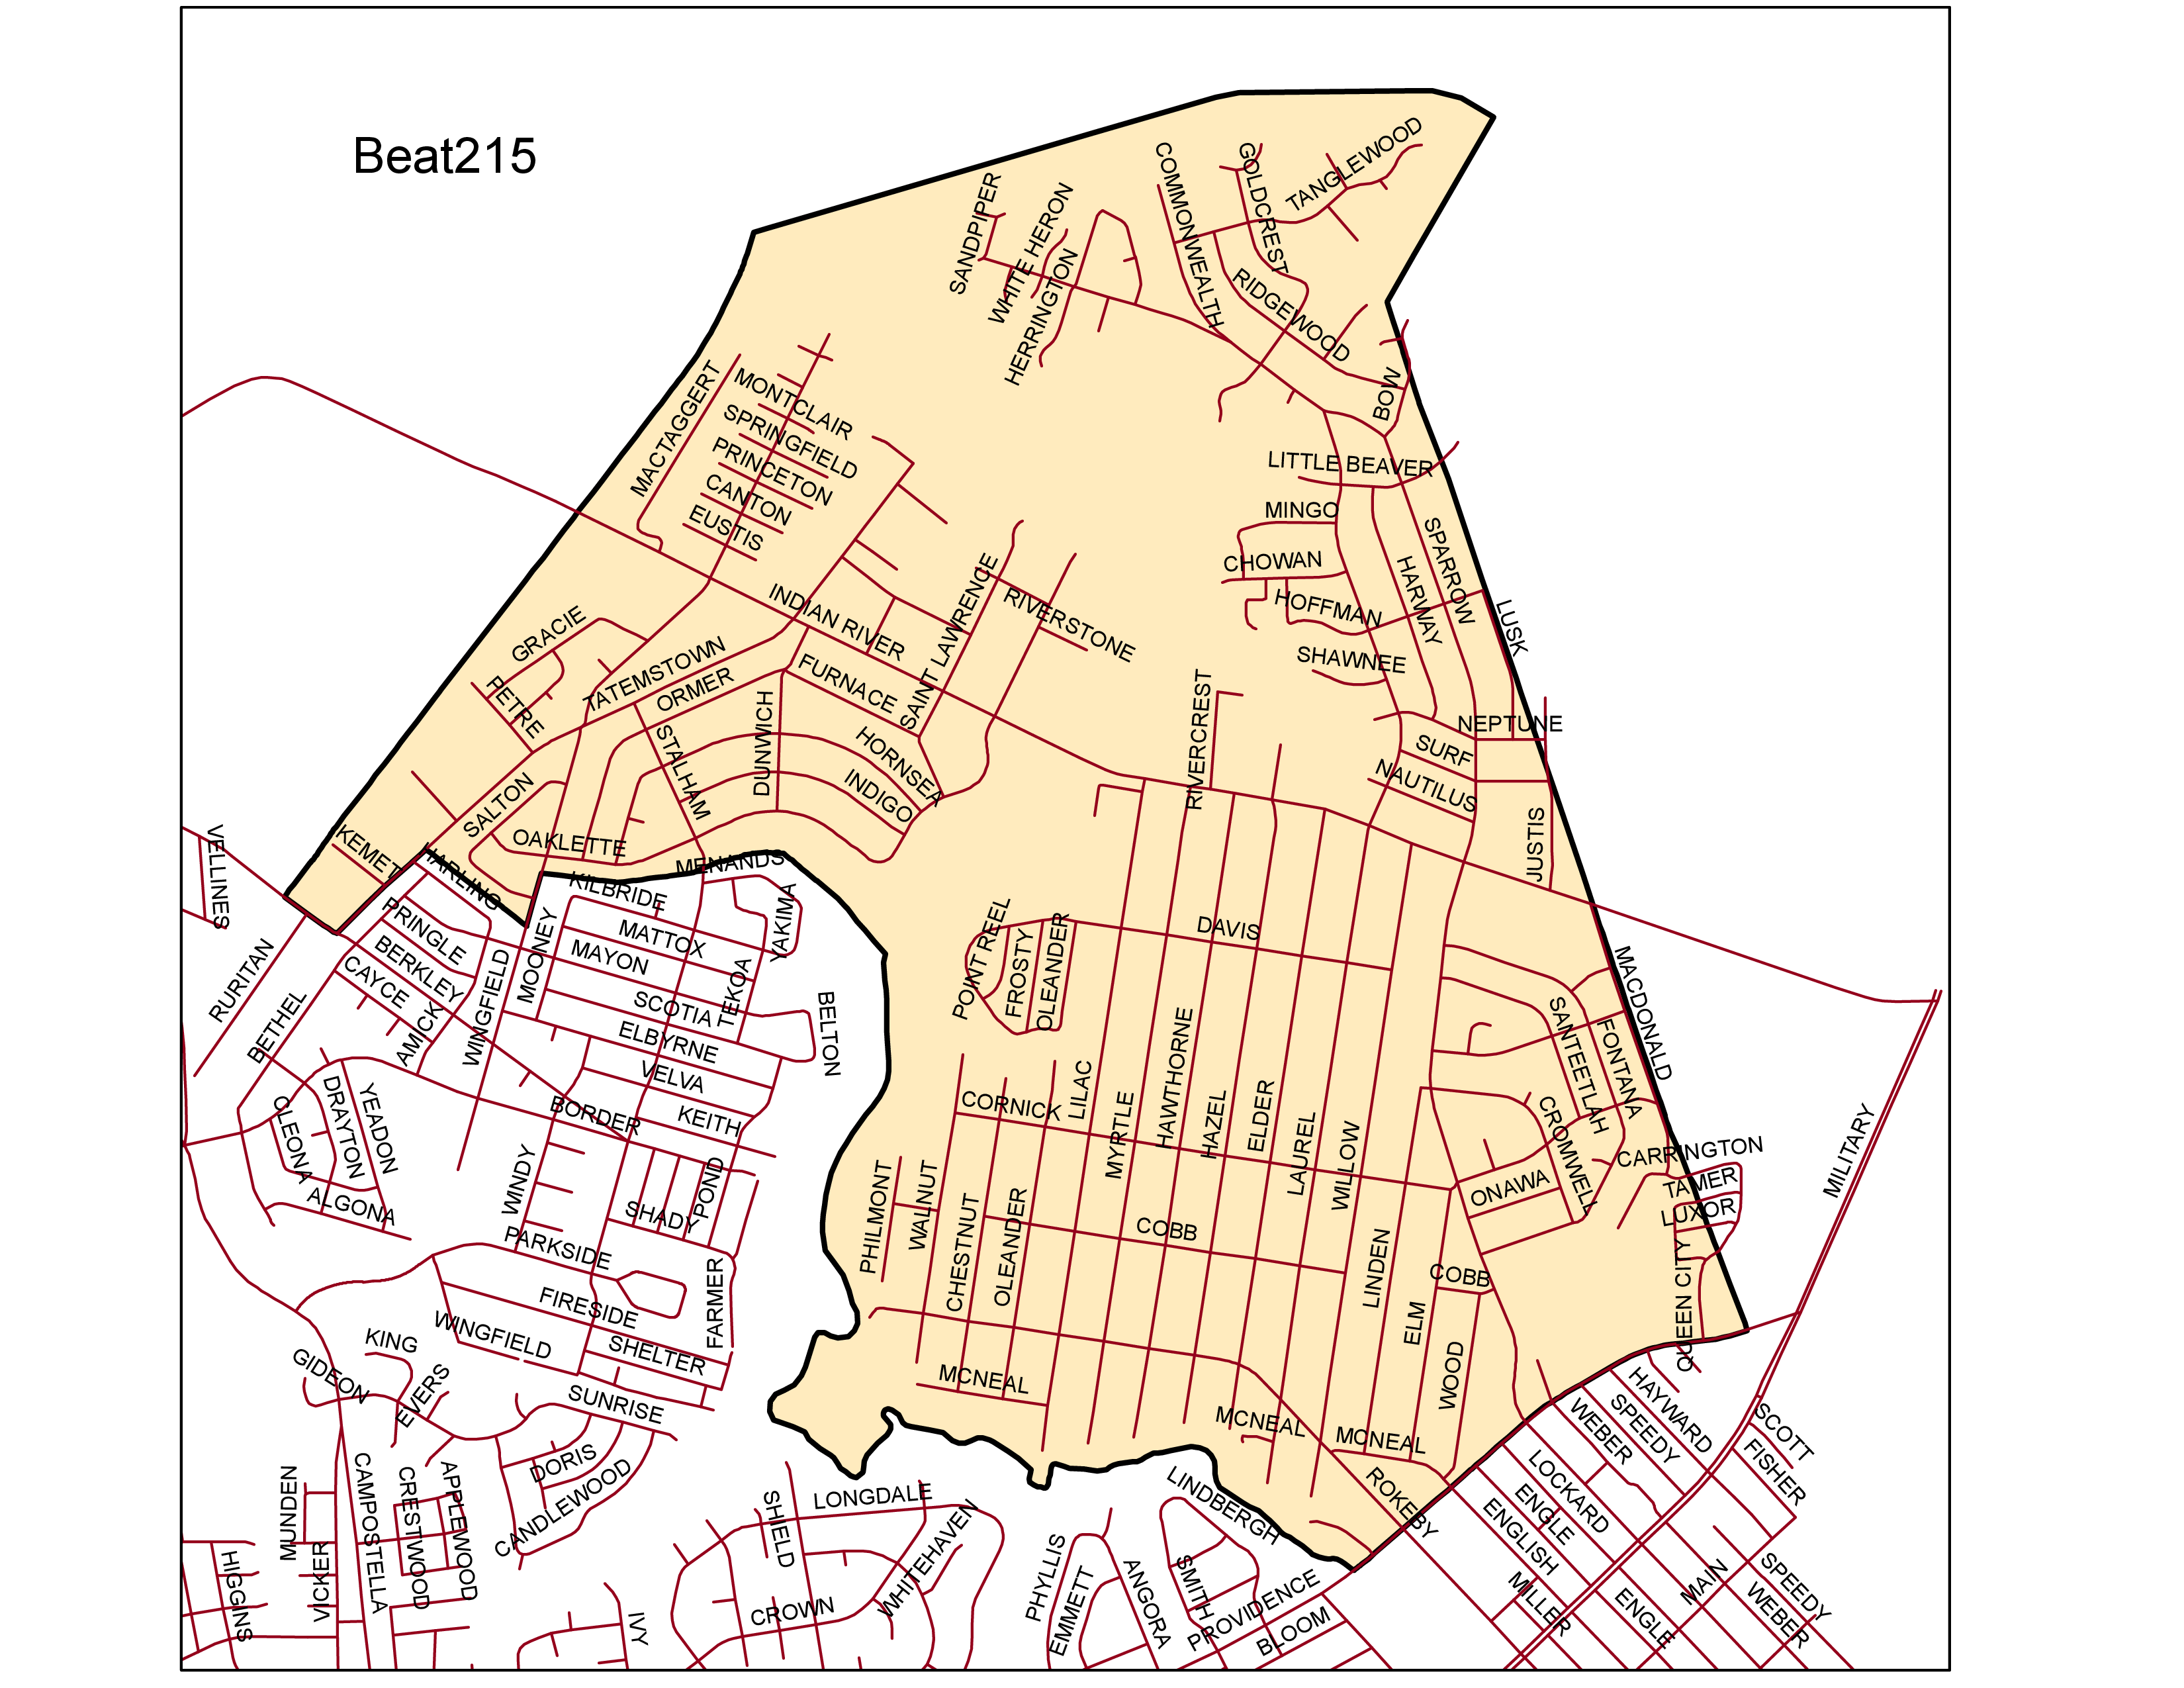 Beat215
COMMONWEALTH
GOLDCREST
TANGLEWOOD
SANDPIPER
WHITE HERON
HERRINGTON
RIDGEWOOD
BOW
MACTAGGERT
MONTCLAIR
SPRINGFIELD
PRINCETON
CANTON
EUSTIS
LITTLE BEAVER
MINGO
CHOWAN
HOFFMAN
SHAWNEE
HARWAY
SPARROW
LUSK
INDIAN RIVER
SAINT LAWRENCE
RIVERSTONE
GRACIE
PETRE
TATEMSTOWN
ORMER
FURNACE
STALHAM
DUNWICH
HORNSEA
INDIGO
RIVERCREST
NEPTUNE
SURF
NAUTILUS
JUSTIS
SALTON
OAKLETTE
KEMET
HARLING
MENANDS
VELLINES
KILBRIDE
YAKIMA
PRINGLE
BERKLEY
CAYCE
AMICK
WINGFIELD
MOONEY
MATTOX
MAYON
SCOTIA
TEKOA
ELBYRNE
VELVA
KEITH
BELTON
RURITAN
BETHEL
POINT REEL
FROSTY
OLEANDER
DAVIS
MACDONALD
SANTEETLAH
FONTANA
CLEONA
DRAYTON
YEADON
ALGONA
BORDER
WINDY
SHADY
POND
CORNICK
LILAC
MYRTLE
HAWTHORNE
HAZEL
ELDER
LAUREL
WILLOW
CROMWELL
ONAWA
CARRINGTON
TAMER
LUXOR
QUEEN CITY
MILITARY
PHILMONT
WALNUT
CHESTNUT
OLEANDER
COBB
LINDEN
ELM
COBB
WOOD
PARKSIDE
FIRESIDE
FARMER
WINGFIELD
SHELTER
KING
GIDEON
EVERS
SUNRISE
MCNEAL
MCNEAL
MCNEAL
ROKEBY
HAYWARD
SPEEDY
WEBER
SCOTT
FISHER
LOCKARD
ENGLE
ENGLISH
MUNDEN
VICKER
CAMPOSTELLA
CRESTWOOD
APPLEWOOD
DORIS
CANDLEWOOD
HIGGINS
SHIELD
LONGDALE
WHITEHAVEN
CROWN
IVY
PHYLLIS
EMMETT
ANGORA
LINDBERGH
SMITH
PROVIDENCE
BLOOM
MILLER
ENGLE
MAIN
SPEEDY
WEBER